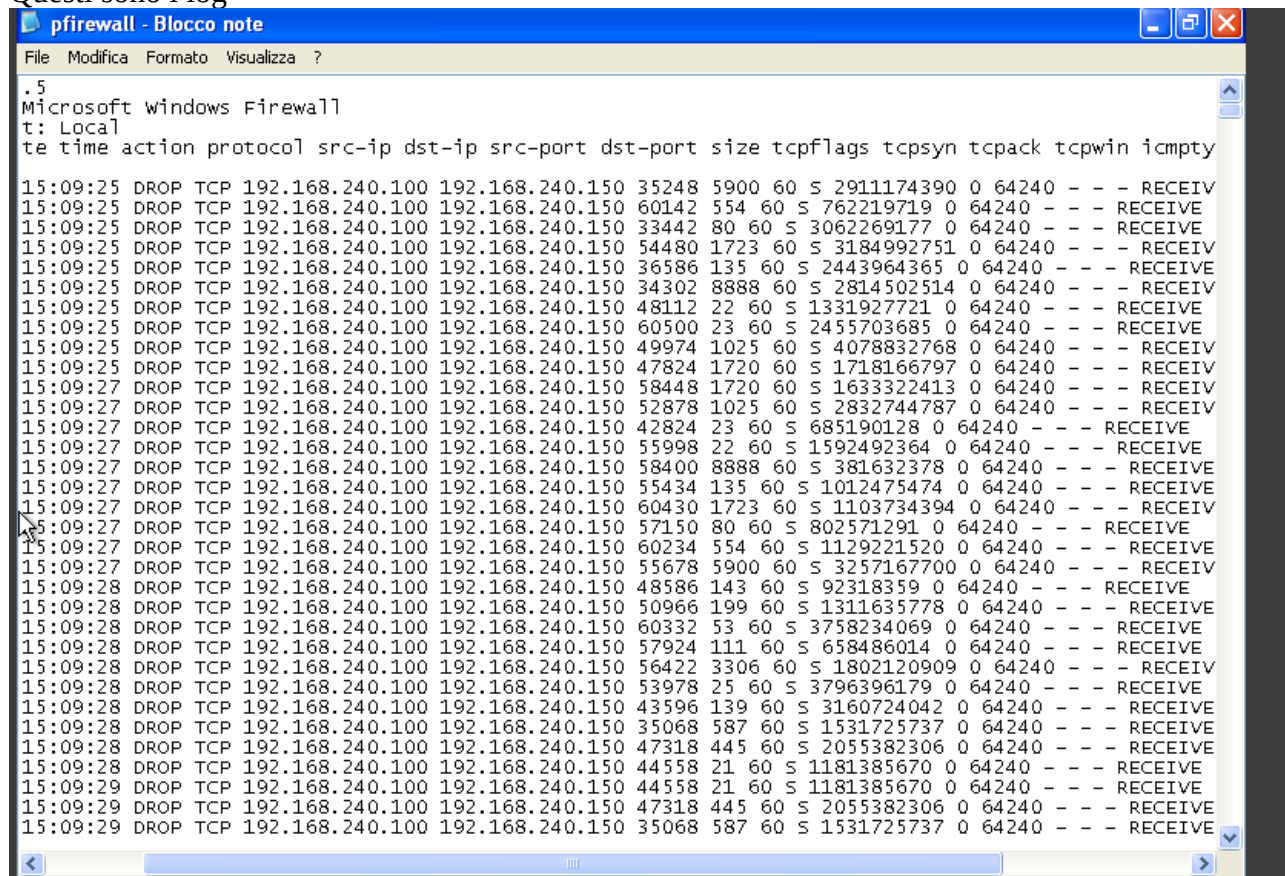 Questi sono i log
pfirewall - Blocco note
File Modifica Formato Visualizza ?
.5
Microsoft Windows Firewall
t: Local
te time action protocol src-ip dst-ip src-port dst-port size tcpflags tcpsyn tcpack tcpwin icmpty
15:09:25 DROP TCP 192.168.240.100 192.168.240.150 35248 5900 60 S 2911174390 0 64240 - - - RECEIV
15:09:25 DROP TCP 192.168.240.100 192.168.240.150 60142 554 60 S 762219719 0 64240 - - - RECEIVE
15:09:25 DROP TCP 192.168.240.100 192.168.240.150 33442 80 60 S 3062269177 0 64240 - - - RECEIVE
15:09:25 DROP TCP 192.168.240.100 192.168.240.150 54480 1723 60 S 3184992751 0 64240 - - - RECEIV
15:09:25 DROP TCP 192.168.240.100 192.168.240.150 36586 135 60 S 2443964365 0 64240 - - - RECEIVE
15:09:25 DROP TCP 192.168.240.100 192.168.240.150 34302 8888 60 S 2814502514 0 64240 - - - RECEIV
15:09:25 DROP TCP 192.168.240.100 192.168.240.150 48112 22 60 S 1331927721 0 64240 - - - RECEIVE
15:09:25 DROP TCP 192.168.240.100 192.168.240.150 60500 23 60 S 2455703685 0 64240 - - - RECEIVE
15:09:25 DROP TCP 192.168.240.100 192.168.240.150 49974 1025 60 S 4078832768 0 64240 - - - RECEIV
15:09:25 DROP TCP 192.168.240.100 192.168.240.150 47824 1720 60 S 1718166797 0 64240 - - - RECEIV
15:09:27 DROP TCP 192.168.240.100 192.168.240.150 58448 1720 60 S 1633322413 0 64240 - - - RECEIV
15:09:27 DROP TCP 192.168.240.100 192.168.240.150 52878 1025 60 S 2832744787 0 64240 - - - RECEIV
15:09:27 DROP TCP 192.168.240.100 192.168.240.150 42824 23 60 S 685190128 0 64240 - - - RECEIVE
15:09:27 DROP TCP 192.168.240.100 192.168.240.150 55998 22 60 S 1592492364 0 64240 - - - RECEIVE
15:09:27 DROP TCP 192.168.240.100 192.168.240.150 58400 8888 60 S 381632378 0 64240 - - - RECEIVE
15:09:27 DROP TCP 192.168.240.100 192.168.240.150 55434 135 60 S 1012475474 0 64240 - - - RECEIVE
15:09:27 DROP TCP 192.168.240.100 192.168.240.150 60430 1723 60 S 1103734394 0 64240 - - - RECEIV
15:09:27 DROP TCP 192.168.240.100 192.168.240.150 57150 80 60 S 802571291 0 64240 - - - RECEIVE
15:09:27 DROP TCP 192.168.240.100 192.168.240.150 60234 554 60 S 1129221520 0 64240 - - - RECEIVE
15:09:27 DROP TCP 192.168.240.100 192.168.240.150 55678 5900 60 S 3257167700 0 64240 - - - RECEIV
15:09:28 DROP TCP 192.168.240.100 192.168.240.150 48586 143 60 S 92318359 0 64240 - - - RECEIVE
15:09:28 DROP TCP 192.168.240.100 192.168.240.150 50966 199 60 S 1311635778 0 64240 - - - RECEIVE
15:09:28 DROP TCP 192.168.240.100 192.168.240.150 60332 53 60 S 3758234069 0 64240 - - - RECEIVE
15:09:28 DROP TCP 192.168.240.100 192.168.240.150 57924 111 60 S 658486014 0 64240 - - - RECEIVE
15:09:28 DROP TCP 192.168.240.100 192.168.240.150 56422 3306 60 S 1802120909 0 64240 - - - RECEIV
15:09:28 DROP TCP 192.168.240.100 192.168.240.150 53978 25 60 S 3796396179 0 64240 - - - RECEIVE
15:09:28 DROP TCP 192.168.240.100 192.168.240.150 43596 139 60 S 3160724042 0 64240 - - - RECEIVE
15:09:28 DROP TCP 192.168.240.100 192.168.240.150 35068 587 60 S 1531725737 0 64240 - - - RECEIVE
15:09:28 DROP TCP 192.168.240.100 192.168.240.150 47318 445 60 S 2055382306 0 64240 - - - RECEIVE
15:09:28 DROP TCP 192.168.240.100 192.168.240.150 44558 21 60 S 1181385670 0 64240 - - - RECEIVE
15:09:29 DROP TCP 192.168.240.100 192.168.240.150 44558 21 60 S 1181385670 0 64240 - - - RECEIVE
15:09:29 DROP TCP 192.168.240.100 192.168.240.150 47318 445 60 S 2055382306 0 64240 - - - RECEIVE
15:09:29 DROP TCP 192.168.240.100 192.168.240.150 35068 587 60 S 1531725737 0 64240 - - - RECEIVE